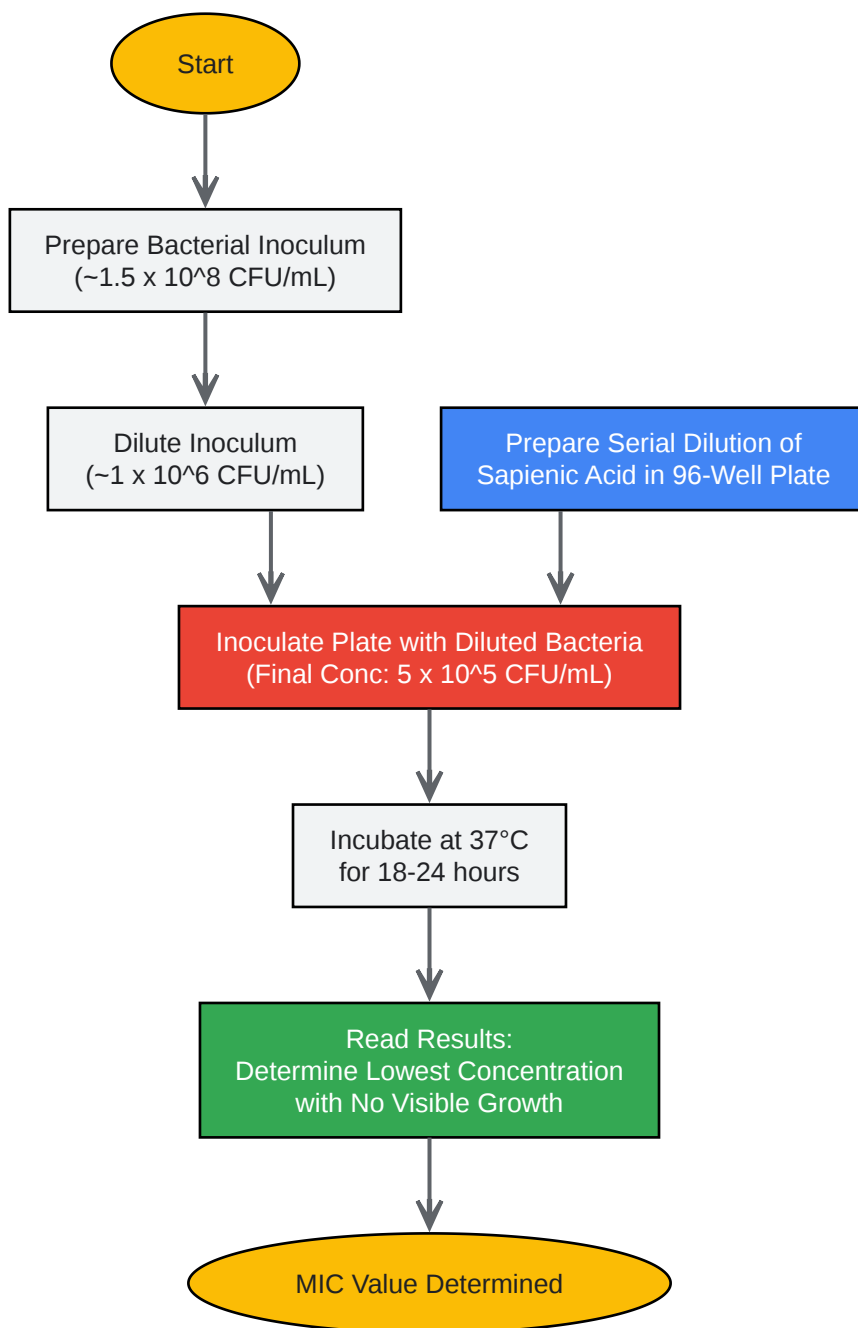 Start
Prepare Bacterial Inoculum
(~1.5 x 10^8 CFU/mL)
Dilute Inoculum
(~1 x 10^6 CFU/mL)
Prepare Serial Dilution of
Sapienic Acid in 96-Well Plate
Inoculate Plate with Diluted Bacteria
(Final Conc: 5 x 10^5 CFU/mL)
Incubate at 37°C
for 18-24 hours
Read Results:
Determine Lowest Concentration
with No Visible Growth
MIC Value Determined